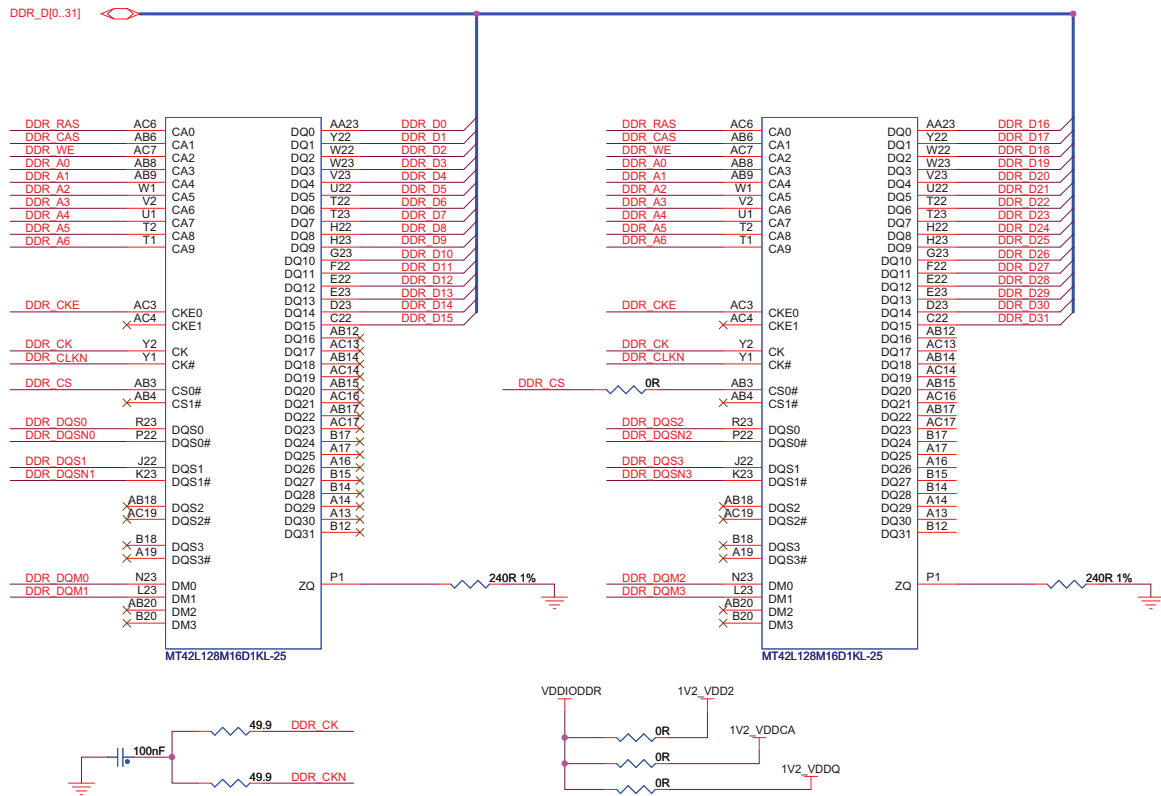 DDR_D[0..31]
DDR_RAS AC6 CA0 DQ0 AA23 DDR_D0
DDR_CAS AB6 CA1 DQ1 Y22 DDR_D1
DDR_WE AC7 CA2 DQ2 W22 DDR_D2
DDR_A0 AB8 CA3 DQ3 W23 DDR_D3
DDR_A1 AB9 CA4 DQ4 V23 DDR_D4
DDR_A2 W1 CA5 DQ5 U22 DDR_D5
DDR_A3 V2 CA6 DQ6 T22 DDR_D6
DDR_A4 U1 CA7 DQ7 T23 DDR_D7
DDR_A5 T2 CA8 DQ8 H22 DDR_D8
DDR_A6 T1 CA9 DQ9 H23 DDR_D9
DQ10 G23 DDR_D10
DQ11 F22 DDR_D11
DQ12 E22 DDR_D12
DQ13 E23 DDR_D13
DDR_CKE AC3 CKE0 DQ14 D23 DDR_D14
AC4 CKE1 DQ15 C22 DDR_D15
DQ16 AB12
DDR_CK Y2 CK DQ17 AC13
DDR_CLKN Y1 CK# DQ18 AB14
DQ19 AC14
DDR_CS AB3 CS0# DQ20 AB15
AB4 CS1# DQ21 AC16
DQ22 AB17
DDR_DQS0 R23 DQS0 DQ23 AC17
DDR_DQSN0 P22 DQS0# DQ24 B17
DQ25 A17
DDR_DQS1 J22 DQS1 DQ26 A16
DDR_DQSN1 K23 DQS1# DQ27 B15
DQ28 B14
AB18 DQS2 DQ29 A14
AC19 DQS2# DQ30 A13
DQ31 B12
B18 DQS3
A19 DQS3#
DDR_DQM0 N23 DM0 ZQ P1 240R 1%
DDR_DQM1 L23 DM1
AB20 DM2
B20 DM3
MT42L128M16D1KL-25
DDR_RAS AC6 CA0 DQ0 AA23 DDR_D16
DDR_CAS AB6 CA1 DQ1 Y22 DDR_D17
DDR_WE AC7 CA2 DQ2 W22 DDR_D18
DDR_A0 AB8 CA3 DQ3 W23 DDR_D19
DDR_A1 AB9 CA4 DQ4 V23 DDR_D20
DDR_A2 W1 CA5 DQ5 U22 DDR_D21
DDR_A3 V2 CA6 DQ6 T22 DDR_D22
DDR_A4 U1 CA7 DQ7 T23 DDR_D23
DDR_A5 T2 CA8 DQ8 H22 DDR_D24
DDR_A6 T1 CA9 DQ9 H23 DDR_D25
DQ10 G23 DDR_D26
DQ11 F22 DDR_D27
DQ12 E22 DDR_D28
DQ13 E23 DDR_D29
DDR_CKE AC3 CKE0 DQ14 D23 DDR_D30
AC4 CKE1 DQ15 C22 DDR_D31
DQ16 AB12
DDR_CK Y2 CK DQ17 AC13
DDR_CLKN Y1 CK# DQ18 AB14
DQ19 AC14
DDR_CS 0R AB3 CS0# DQ20 AB15
AB4 CS1# DQ21 AC16
DQ22 AB17
DDR_DQS2 R23 DQS0 DQ23 AC17
DDR_DQSN2 P22 DQS0# DQ24 B17
DQ25 A17
DDR_DQS3 J22 DQS1 DQ26 A16
DDR_DQSN3 K23 DQS1# DQ27 B15
DQ28 B14
AB18 DQS2 DQ29 A14
AC19 DQS2# DQ30 A13
DQ31 B12
B18 DQS3
A19 DQS3#
DDR_DQM2 N23 DM0 ZQ P1 240R 1%
DDR_DQM3 L23 DM1
AB20 DM2
B20 DM3
MT42L128M16D1KL-25
49.9 DDR_CK
100nF
49.9 DDR_CKN
VDDIODDR 1V2_VDD2
0R 1V2_VDDCA
0R 1V2_VDDQ
0R